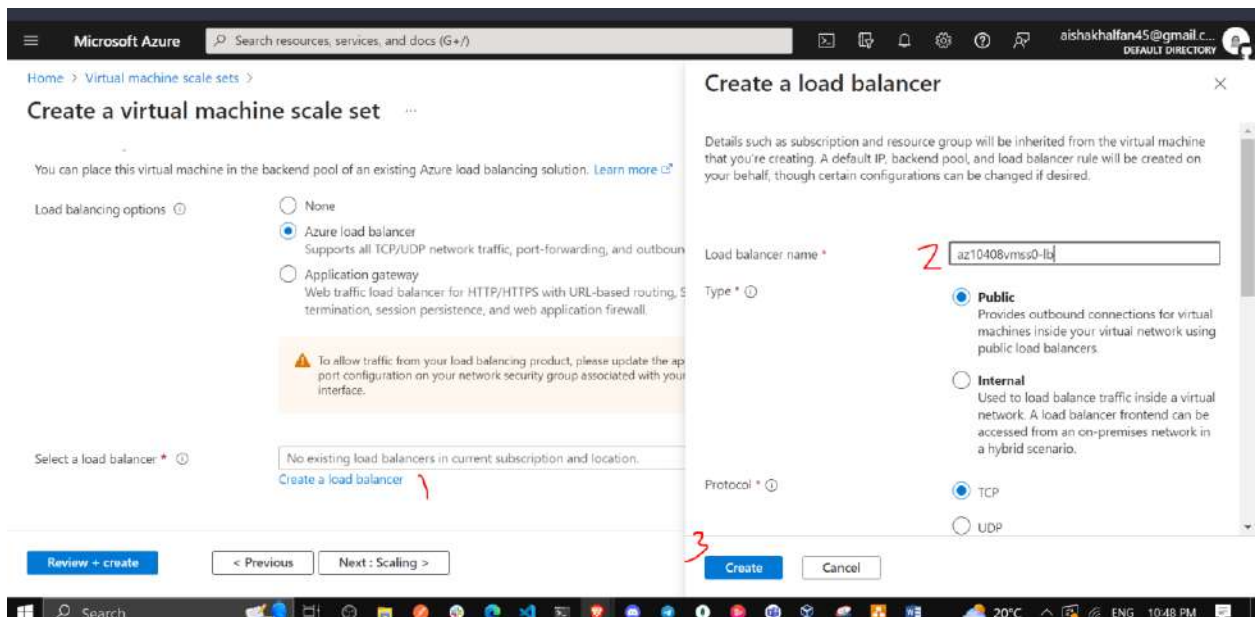 Microsoft Azure
Search resources, services, and docs (G+/)
aishakhalfan45@gmail.c...
DEFAULT DIRECTORY
Home > Virtual machine scale sets >
Create a virtual machine scale set ...
You can place this virtual machine in the backend pool of an existing Azure load balancing solution. Learn more
Load balancing options
None
Azure load balancer
Supports all TCP/UDP network traffic, port-forwarding, and outboun
Application gateway
Web traffic load balancer for HTTP/HTTPS with URL-based routing, S
termination, session persistence, and web application firewall.
To allow traffic from your load balancing product, please update the ap
port configuration on your network security group associated with your
interface.
Select a load balancer *
No existing load balancers in current subscription and location.
Create a load balancer 1
Review + create
< Previous
Next : Scaling >
Create a load balancer
Details such as subscription and resource group will be inherited from the virtual machine
that you're creating. A default IP, backend pool, and load balancer rule will be created on
your behalf, though certain configurations can be changed if desired.
Load balancer name * 2 az10408vmss0-lb
Type *
Public
Provides outbound connections for virtual
machines inside your virtual network using
public load balancers.
Internal
Used to load balance traffic inside a virtual
network. A load balancer frontend can be
accessed from an on-premises network in
a hybrid scenario.
Protocol *
TCP
UDP
3
Create
Cancel
Search
20°C
ENG
10:48 PM